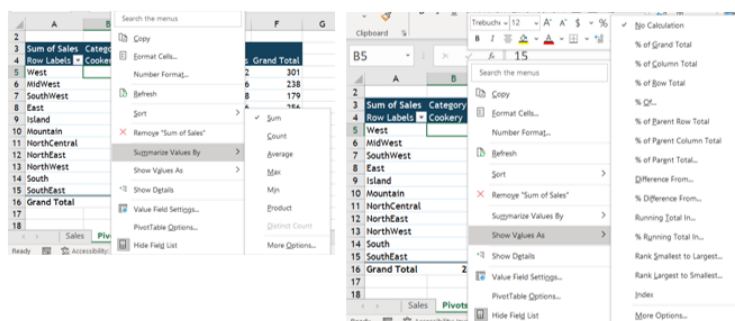 A B F G
Search the menus
Copy
Format Cells...
Number Format...
Refresh
Sort
Remove "Sum of Sales"
Summarize Values By
Show Values As
Show Details
Value Field Settings...
PivotTable Options...
Hide Field List
2
3 Sum of Sales Catego
4 Row Labels Cooker s Grand Total
5 West 2 301
6 MidWest 6 238
7 SouthWest 8 179
8 East 6 256
9 Island
10 Mountain
11 NorthCentral
12 NorthEast
13 NorthWest
14 South
15 SouthEast
16 Grand Total
17
18
Sum
Count
Average
Max
Min
Product
Distinct Count
More Options...
Sales Piv
Ready Accessibility:
Clipboard
Trebuche 12 A A $ %
B I A
B5 15
A B
2
3 Sum of Sales Category
4 Row Labels Cookery
5 West
6 MidWest
7 SouthWest
8 East
9 Island
10 Mountain
11 NorthCentral
12 NorthEast
13 NorthWest
14 South
15 SouthEast
16 Grand Total 2
17
18
Sales Pivots
Search the menus
Copy
Format Cells...
Number Format...
Refresh
Sort
Remove "Sum of Sales"
Summarize Values By
Show Values As
Show Details
Value Field Settings...
PivotTable Options...
Hide Field List
No Calculation
% of Grand Total
% of Column Total
% of Row Total
% Of...
% of Parent Row Total
% of Parent Column Total
% of Parent Total...
Difference From...
% Difference From...
Running Total In...
% Running Total In...
Rank Smallest to Largest...
Rank Largest to Smallest...
Index
More Options...